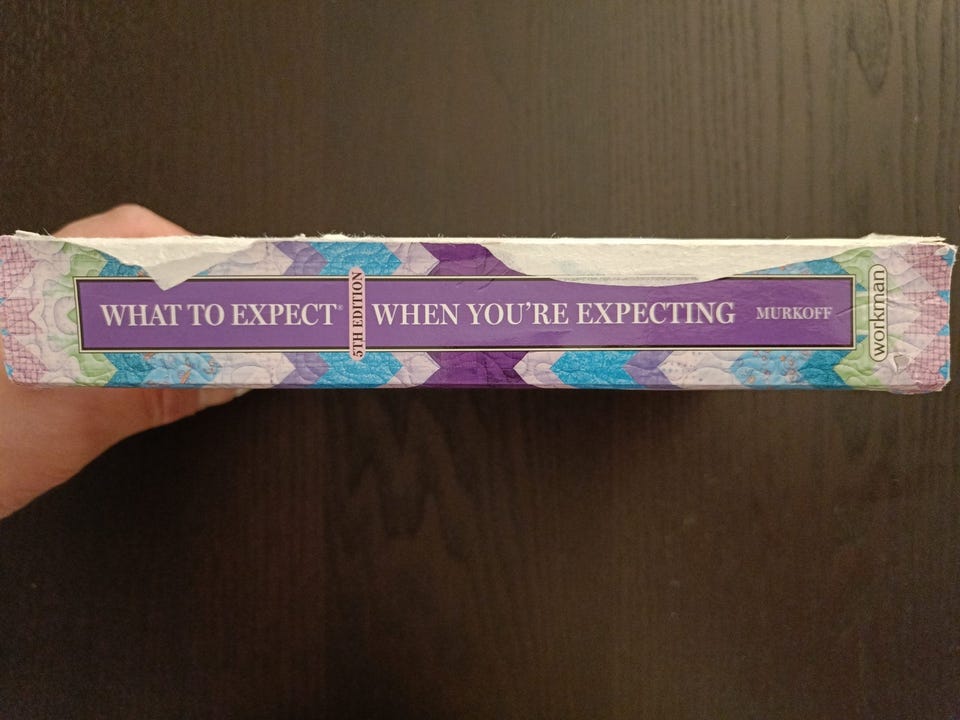 WHAT TO EXPECT®
5TH EDITION
WHEN YOU'RE EXPECTING
MURKOFF
workman